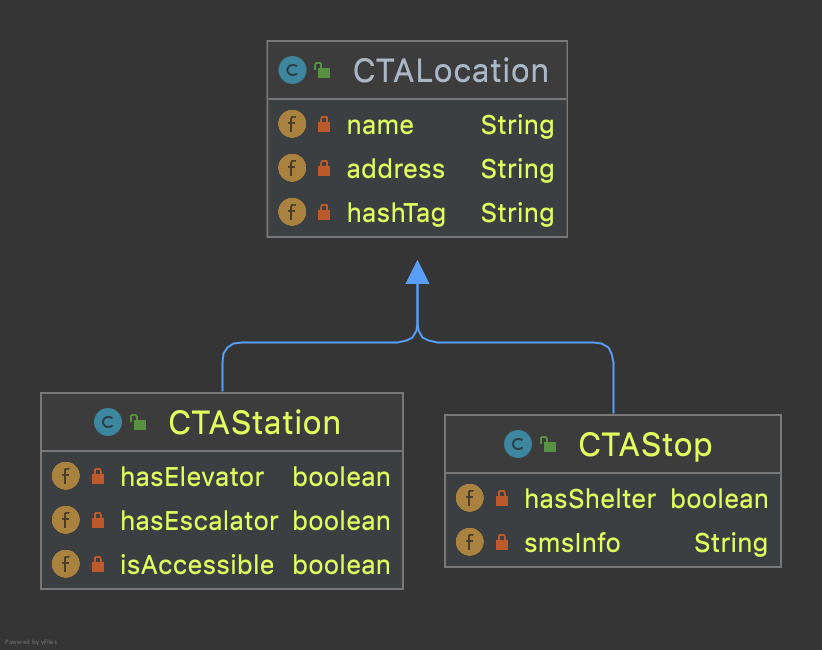 CTALocation
name String
address String
hashTag String
CTAStation
hasElevator boolean
hasEscalator boolean
isAccessible boolean
CTAStop
hasShelter boolean
smsInfo String
Powered by yFiles